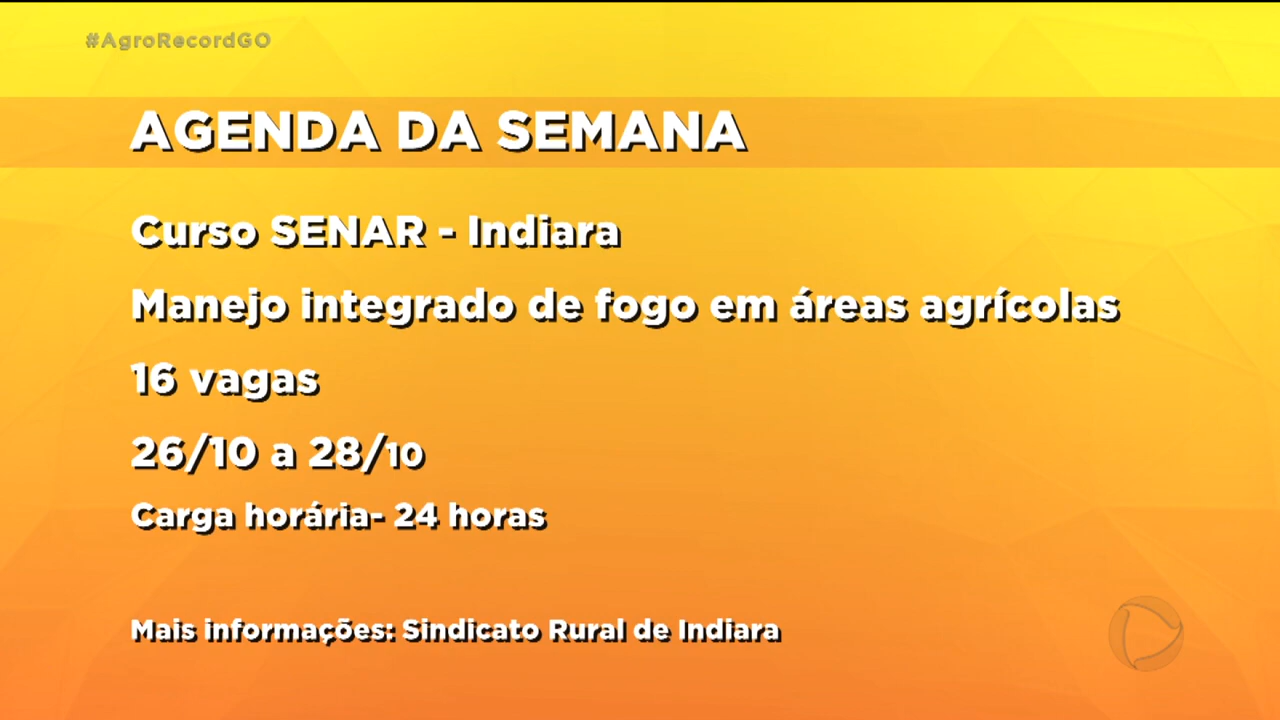 #AgroRecordGO
AGENDA DA SEMANA
Curso SENAR - Indiara
Manejo integrado de fogo em áreas agrícolas
16 vagas
26/10 a 28/10
Carga horária- 24 horas
Mais informações: Sindicato Rural de Indiara